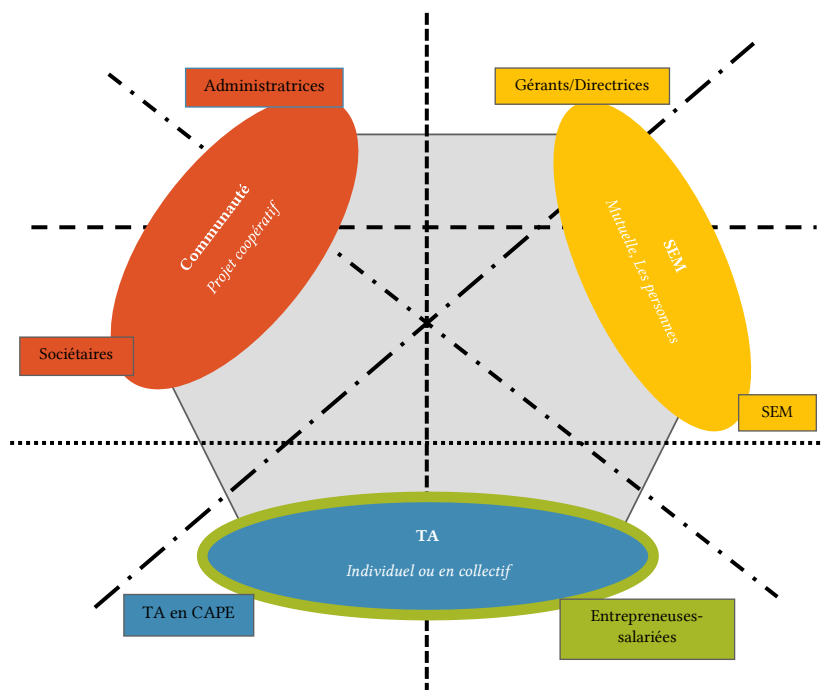 Administratrices
Gérants/Directrices
Communauté
Projet coopératif
SEM
Mutuelle, Les personnes
Sociétaires
SEM
TA
Individuel ou en collectif
TA en CAPE
Entrepreneuses-
salariées